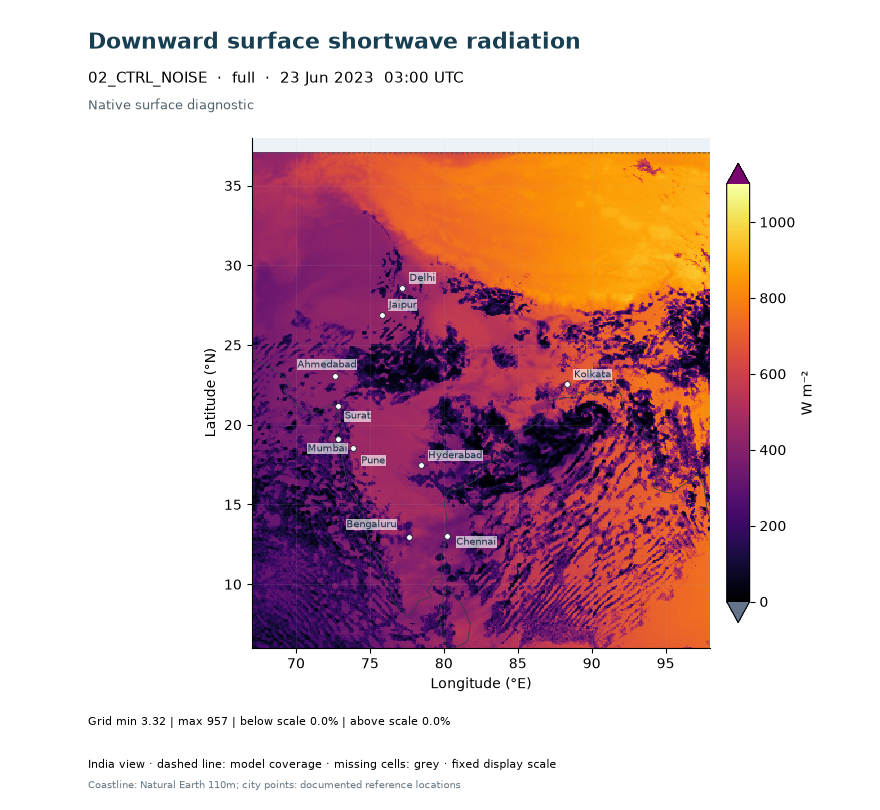 Downward surface shortwave radiation
02_CTRL_NOISE · full · 23 Jun 2023 03:00 UTC
Native surface diagnostic
35
30
25
20
15
10
Latitude (°N)
Delhi
Jaipur
Ahmedabad
Kolkata
Surat
Mumbai
Pune
Hyderabad
Bengaluru
Chennai
70
75
80
85
90
95
Longitude (°E)
1000
800
600
400
200
0
W m⁻²
Grid min 3.32 | max 957 | below scale 0.0% | above scale 0.0%
India view · dashed line: model coverage · missing cells: grey · fixed display scale
Coastline: Natural Earth 110m; city points: documented reference locations